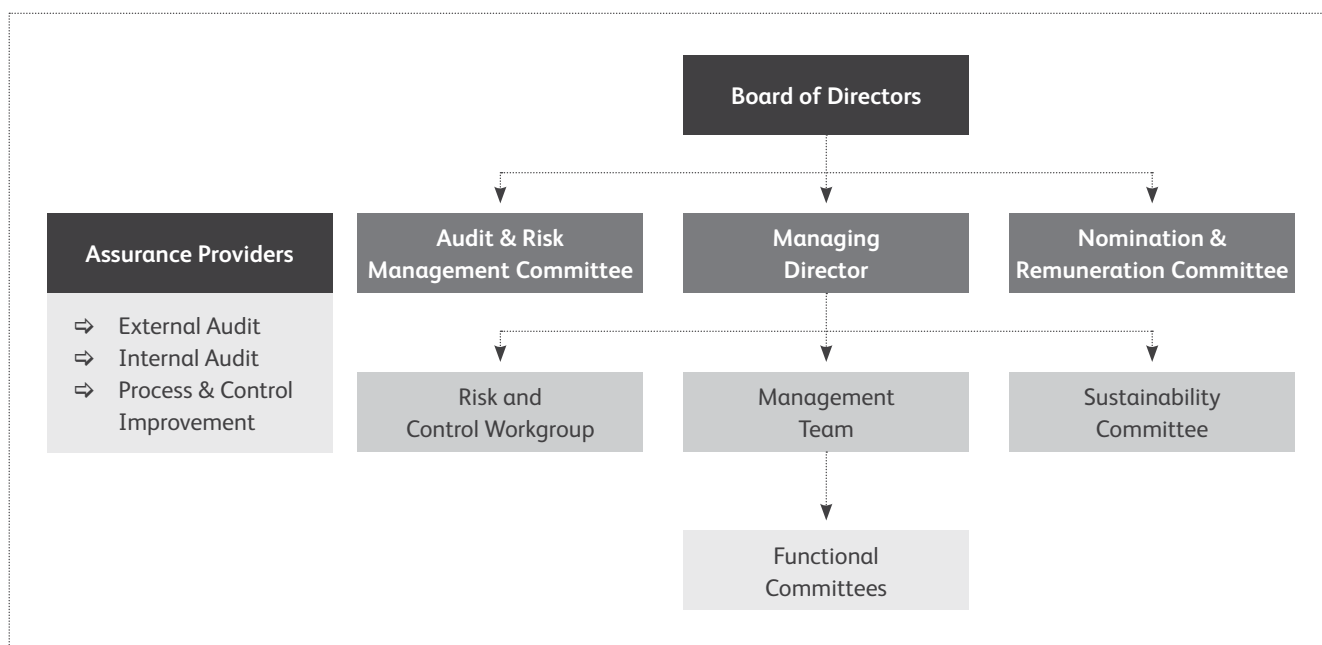 Board of Directors
Assurance Providers
⇨ External Audit
⇨ Internal Audit
⇨ Process & Control
Improvement
Audit & Risk
Management Committee
Managing
Director
Nomination &
Remuneration Committee
Risk and
Control Workgroup
Management
Team
Sustainability
Committee
Functional
Committees